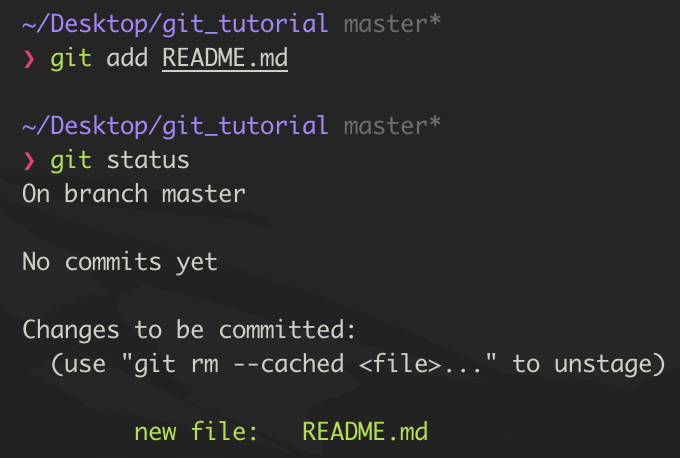 ~/Desktop/git_tutorial master*
❯ git add README.md
~/Desktop/git_tutorial master*
❯ git status
On branch master
No commits yet
Changes to be committed:
(use "git rm --cached <file>..." to unstage)
new file: README.md